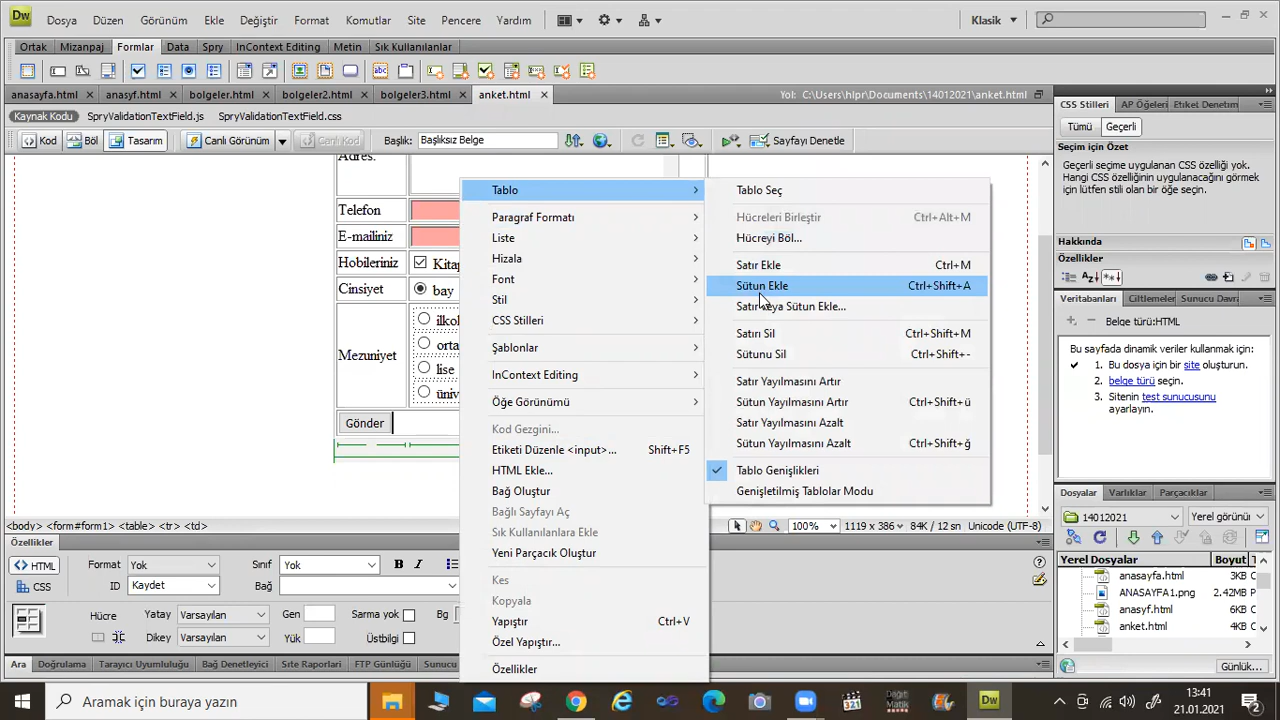 Dw Dosya Düzen Görünüm Ekle Değiştir Format Komutlar Site Pencere Yardım Klasik
Ortak Mizanpaj Formlar Data Spry InContext Editing Metin Sık Kullanılanlar
anasayfa.html anasyf.html bolgeler.html bolgeler2.html bolgeler3.html anket.html Yol: C:\Users\hlpr\Documents\14012021\anket.html
Kaynak Kodu SpryValidationTextField.js SpryValidationTextField.css
Kod Böl Tasarım Canlı Görünüm Canlı Kod Başlık: Başlıksız Belge Sayfayı Denetle
Adres:
Telefon
E-mailiniz
Hobileriniz Kitap
Cinsiyet bay
Mezuniyet
ilkol
orta
lise
üniv
Gönder
Tablo
Paragraf Formatı
Liste
Hizala
Font
Stil
CSS Stilleri
Şablonlar
InContext Editing
Öğe Görünümü
Kod Gezgini...
Etiketi Düzenle <input>... Shift+F5
HTML Ekle...
Bağ Oluştur
Bağlı Sayfayı Aç
Sık Kullanılanlara Ekle
Yeni Parçacık Oluştur
Kes
Kopyala
Yapıştır Ctrl+V
Özel Yapıştır...
Özellikler
Tablo Seç
Hücreleri Birleştir Ctrl+Alt+M
Hücreyi Böl...
Satır Ekle Ctrl+M
Sütun Ekle Ctrl+Shift+A
Satır veya Sütun Ekle...
Satırı Sil Ctrl+Shift+M
Sütunu Sil Ctrl+Shift+-
Satır Yayılmasını Artır
Sütun Yayılmasını Artır Ctrl+Shift+ü
Satır Yayılmasını Azalt
Sütun Yayılmasını Azalt Ctrl+Shift+ğ
Tablo Genişlikleri
Genişletilmiş Tablolar Modu
CSS Stilleri AP Öğeleri Etiket Denetim
Tümü Geçerli
Seçim için Özet
Geçerli seçime uygulanan CSS özelliği yok.
Hangi CSS özelliğinin uygulanacağını
görmek için lütfen stili olan bir öğe seçin.
Hakkında
Özellikler
Veritabanları Ciltlemeler Sunucu Davrı
Belge türü:HTML
Bu sayfada dinamik veriler kullanmak için:
1. Bu dosya için bir site oluşturun.
2. Bir belge türü seçin.
3. Sitenin test sunucusunu
ayarlayın.
Dosyalar Varlıklar Parçacıklar
14012021 Yerel görünü
Yerel Dosyalar Boyut T
anasayfa.html 3KB C
ANASAYFA1.png 2.42MB C
anasyf.html 3KB C
anket.html 4KB C
Günlük...
<body> <form#form1> <table> <tr> <td> 100% 1119 x 386 84K / 12 sn Unicode (UTF-8)
Özellikler
HTML Format Yok Sınıf Yok B I
CSS ID Kaydet Bağ
Hücre Yatay Varsayılan Gen Sarma yok Bg
Dikey Varsayılan Yük Üstbilgi
Ara Doğrulama Tarayıcı Uyumluluğu Bağ Denetleyici Site Raporları FTP Günlüğü Sunucu
Aramak için buraya yazın 13:41
21.01.2021